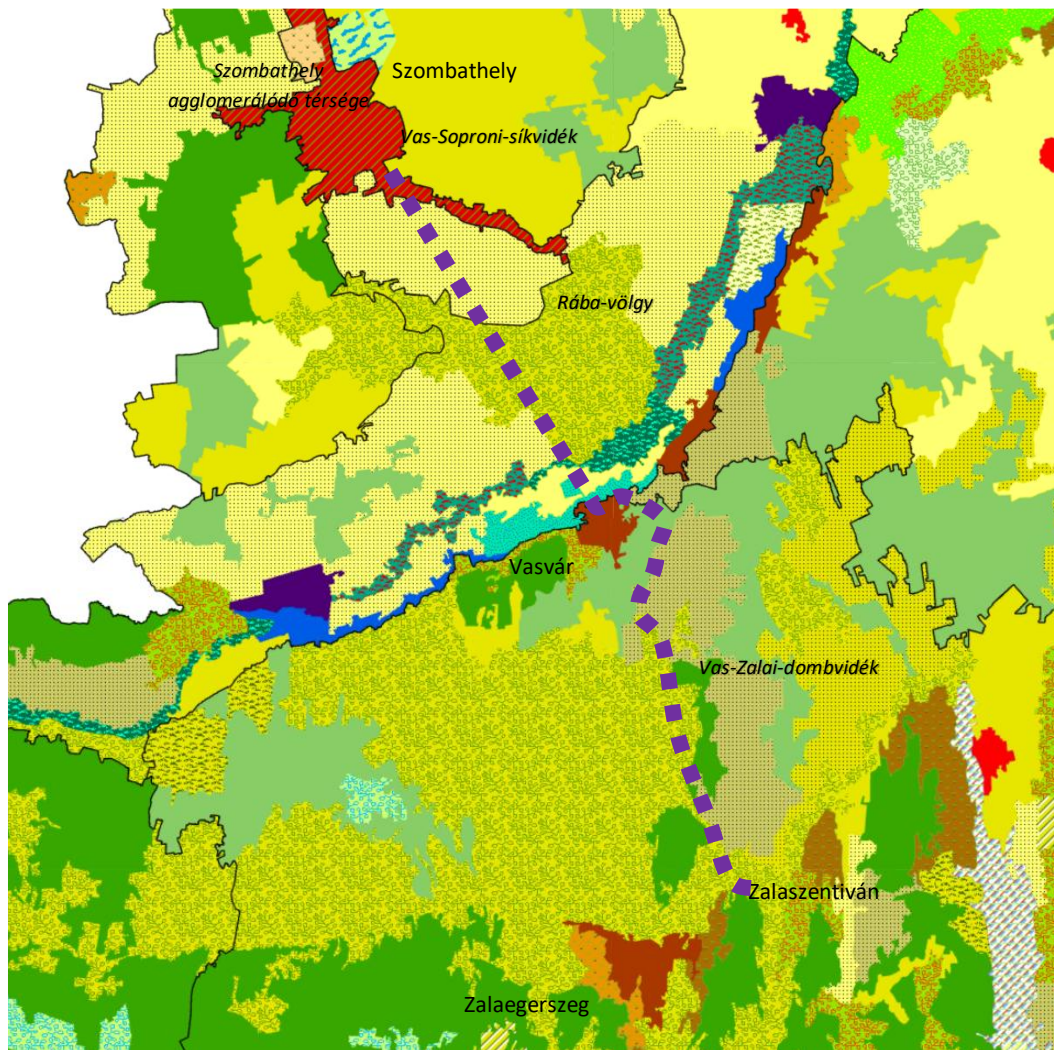 Szombathely
agglomerálódó térsége
Szombathely
Vas-Soproni-síkvidék
Rába-völgy
Vasvár
Vas-Zalai-dombvidék
Zalaszentiván
Zalaegerszeg